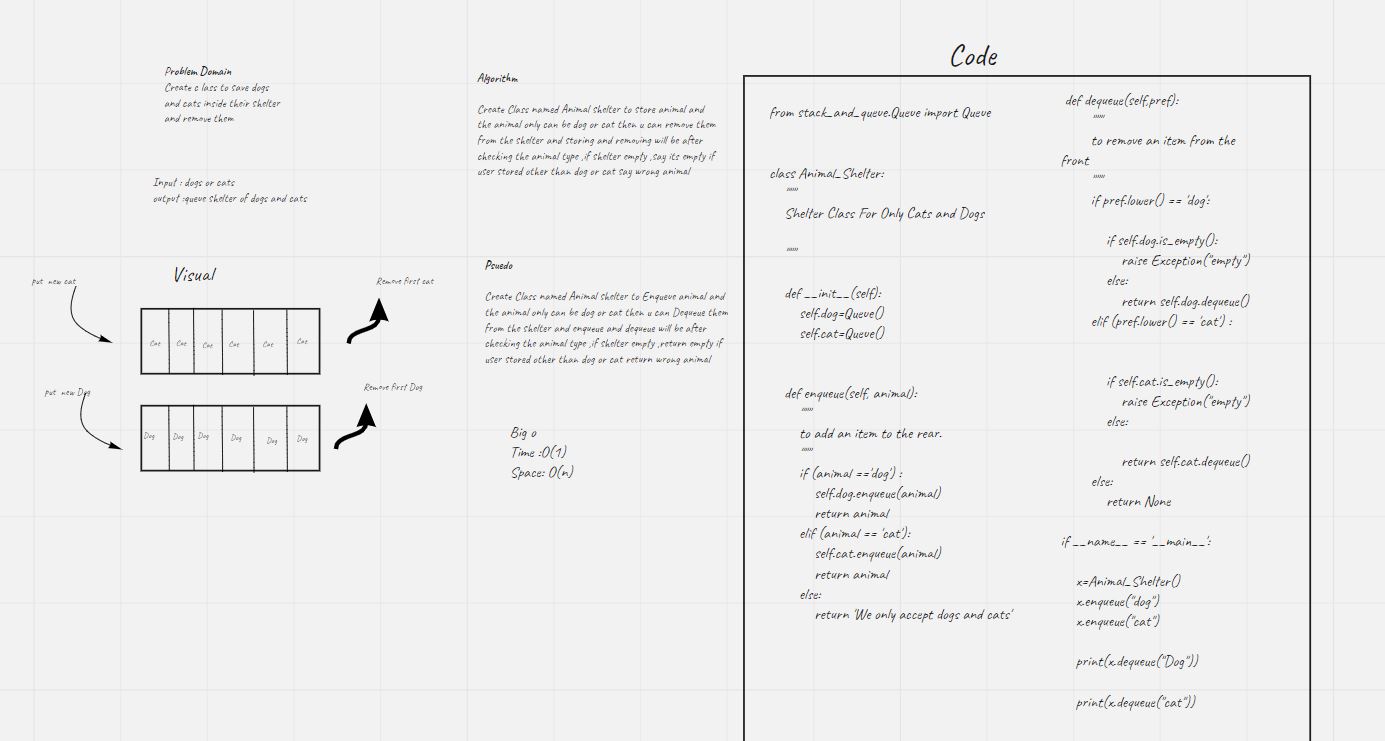 Problem Domain
Create c lass to save dogs
and cats inside their shelter
and remove them
Input : dogs or cats
output :queue shelter of dogs and cats
Visual
put new cat
Remove first cat
Cat Cat Cat Cat Cat Cat
put new Dog
Remove first Dog
Dog Dog Dog Dog Dog Dog
Algorithm
Create Class named Animal shelter to store animal and
the animal only can be dog or cat then u can remove them
from the shelter and storing and removing will be after
checking the animal type ,if shelter empty ,say its empty if
user stored other than dog or cat say wrong animal
Psuedo
Create Class named Animal shelter to Enqueue animal and
the animal only can be dog or cat then u can Dequeue them
from the shelter and enqueue and dequeue will be after
checking the animal type ,if shelter empty ,return empty if
user stored other than dog or cat return wrong animal
Big o
Time :O(1)
Space: O(n)
Code
from stack_and_queue.Queue import Queue
class Animal_Shelter:
"""
Shelter Class For Only Cats and Dogs
"""
def __init__(self):
self.dog=Queue()
self.cat=Queue()
def enqueue(self, animal):
"""
to add an item to the rear.
"""
if (animal =='dog') :
self.dog.enqueue(animal)
return animal
elif (animal == 'cat'):
self.cat.enqueue(animal)
return animal
else:
return 'We only accept dogs and cats'
def dequeue(self,pref):
"""
to remove an item from the
front
"""
if pref.lower() == 'dog':
if self.dog.is_empty():
raise Exception("empty")
else:
return self.dog.dequeue()
elif (pref.lower() == 'cat') :
if self.cat.is_empty():
raise Exception("empty")
else:
return self.cat.dequeue()
else:
return None
if __name__ == '__main__':
x=Animal_Shelter()
x.enqueue("dog")
x.enqueue("cat")
print(x.dequeue("Dog"))
print(x.dequeue("cat"))